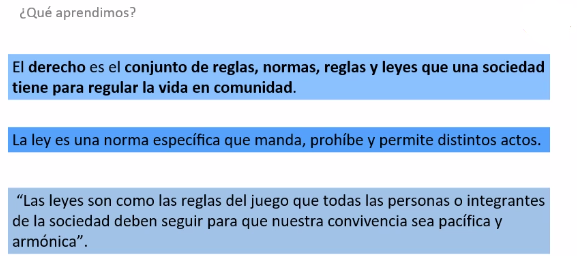 ¿Qué aprendimos?
El derecho es el conjunto de reglas, normas, reglas y leyes que una sociedad
tiene para regular la vida en comunidad.
La ley es una norma específica que manda, prohíbe y permite distintos actos.
“Las leyes son como las reglas del juego que todas las personas o integrantes
de la sociedad deben seguir para que nuestra convivencia sea pacífica y
armónica”.